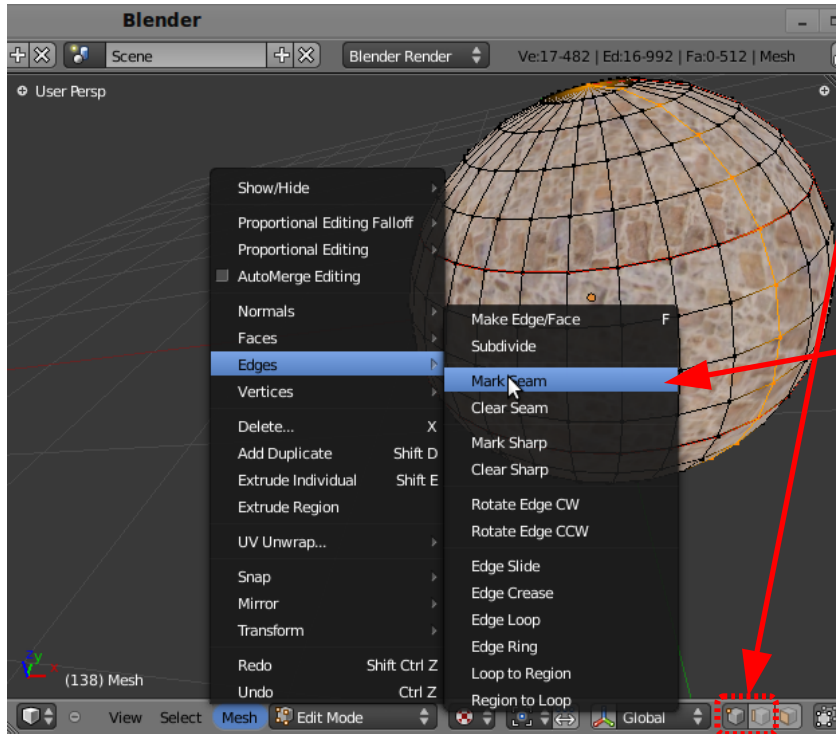 Blender
Scene
Blender Render
Ve:17-482 | Ed:16-992 | Fa:0-512 | Mesh
User Persp
Show/Hide
Proportional Editing Falloff
Proportional Editing
AutoMerge Editing
Normals
Faces
Edges
Vertices
Delete... X
Add Duplicate Shift D
Extrude Individual Shift E
Extrude Region
UV Unwrap...
Snap
Mirror
Transform
Redo Shift Ctrl Z
Undo Ctrl Z
Make Edge/Face F
Subdivide
Mark Seam
Clear Seam
Mark Sharp
Clear Sharp
Rotate Edge CW
Rotate Edge CCW
Edge Slide
Edge Crease
Edge Loop
Edge Ring
Loop to Region
Region to Loop
z y x
(138) Mesh
View Select Mesh Edit Mode Global